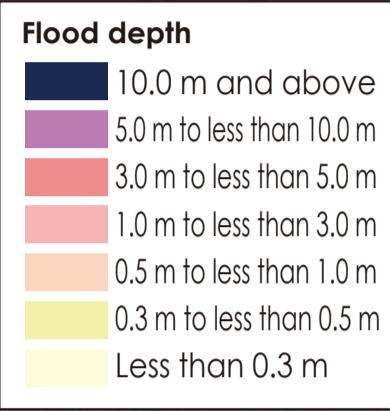 Flood depth
10.0 m and above
5.0 m to less than 10.0 m
3.0 m to less than 5.0 m
1.0 m to less than 3.0 m
0.5 m to less than 1.0 m
0.3 m to less than 0.5 m
Less than 0.3 m